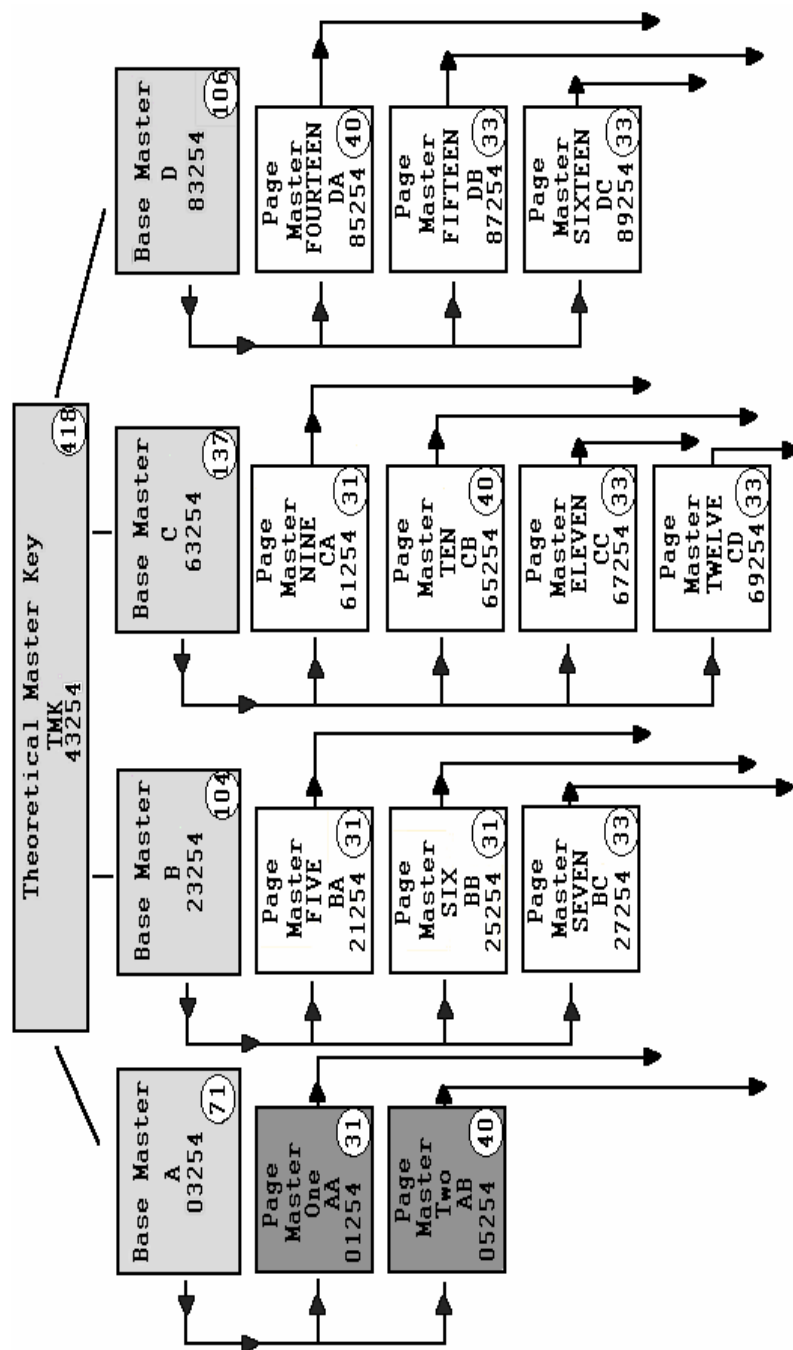 Theoretical Master Key
TMK
43254
418
Base Master
A
03254
71
Page
Master
One
AA
01254
31
Page
Master
Two
AB
05254
40
Base Master
B
23254
104
Page
Master
FIVE
BA
21254
31
Page
Master
SIX
BB
25254
31
Page
Master
SEVEN
BC
27254
33
Base Master
C
63254
137
Page
Master
NINE
CA
61254
31
Page
Master
TEN
CB
65254
40
Page
Master
ELEVEN
CC
67254
33
Page
Master
TWELVE
CD
69254
33
Base Master
D
83254
106
Page
Master
FOURTEEN
DA
85254
40
Page
Master
FIFTEEN
DB
87254
33
Page
Master
SIXTEEN
DC
89254
33